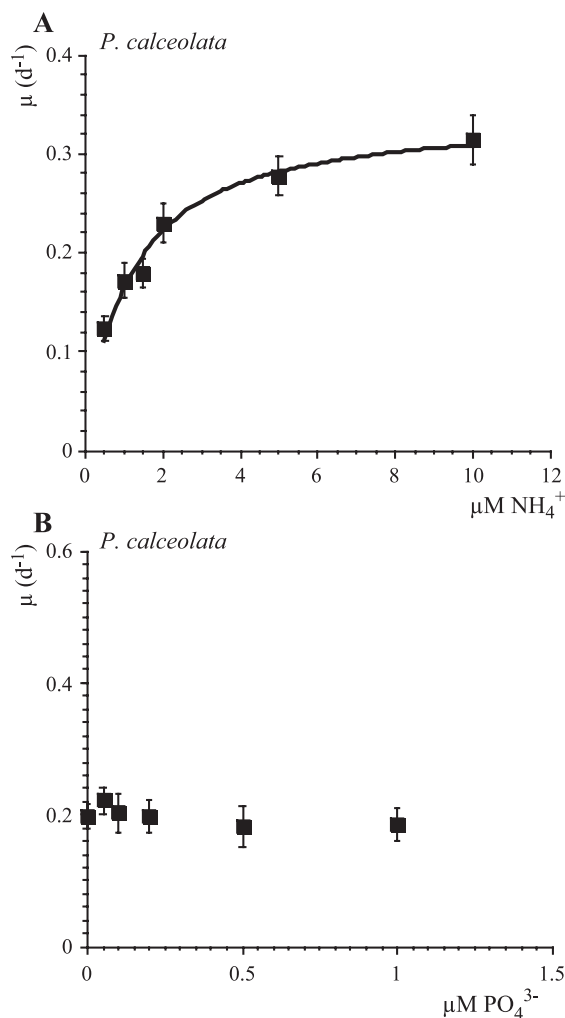 A
P. calceolata
μ (d⁻¹)
0.4
0.3
0.2
0.1
0
0 2 4 6 8 10 12
μM NH₄⁺
B
P. calceolata
μ (d⁻¹)
0.6
0.4
0.2
0
0 0.5 1 1.5
μM PO₄³⁻